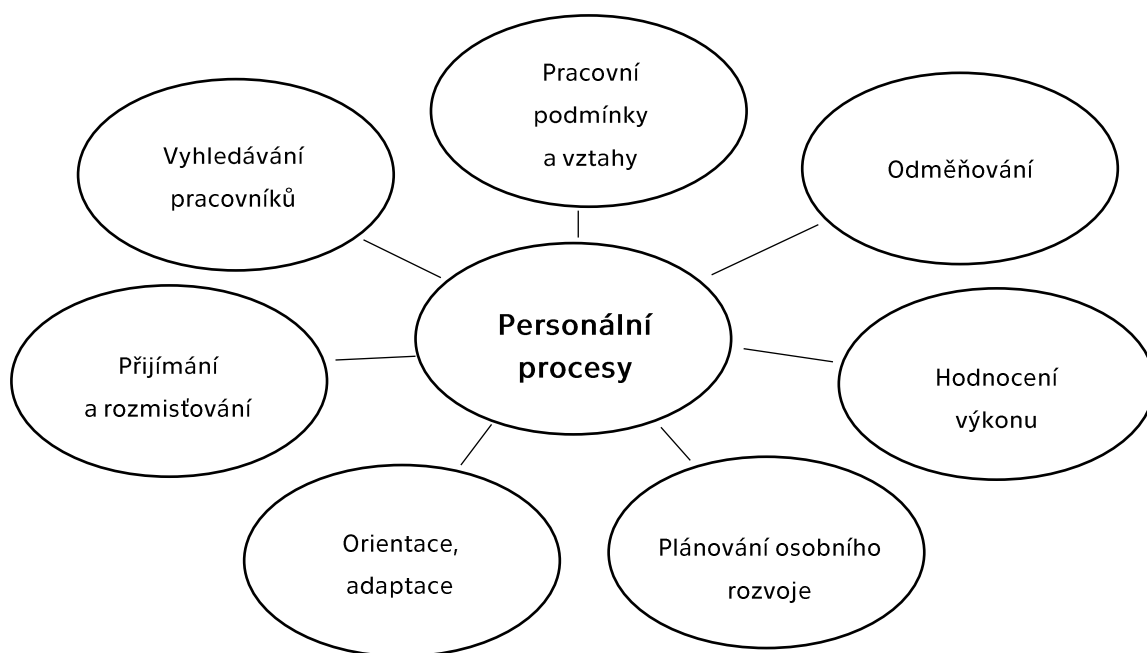 Pracovní
podmínky
a vztahy
Vyhledávání
pracovníků
Odměňování
Personální
procesy
Přijímání
a rozmisťování
Hodnocení
výkonu
Orientace,
adaptace
Plánování osobního
rozvoje